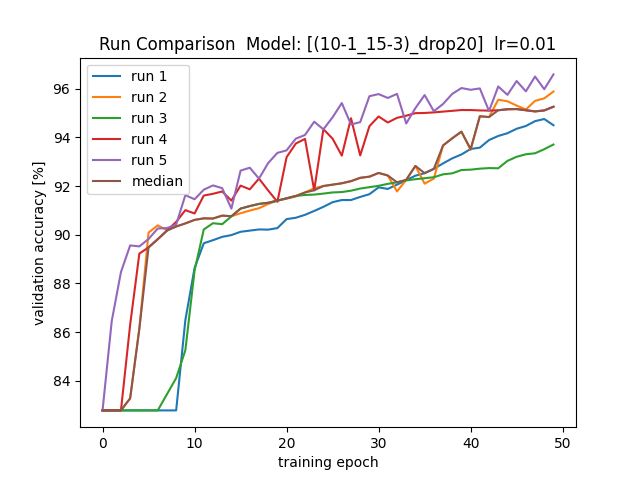 Run Comparison  Model: [(10-1_15-3)_drop20]  lr=0.01
run 1
run 2
run 3
run 4
run 5
median
validation accuracy [%]
96
94
92
90
88
86
84
0 10 20 30 40 50
training epoch